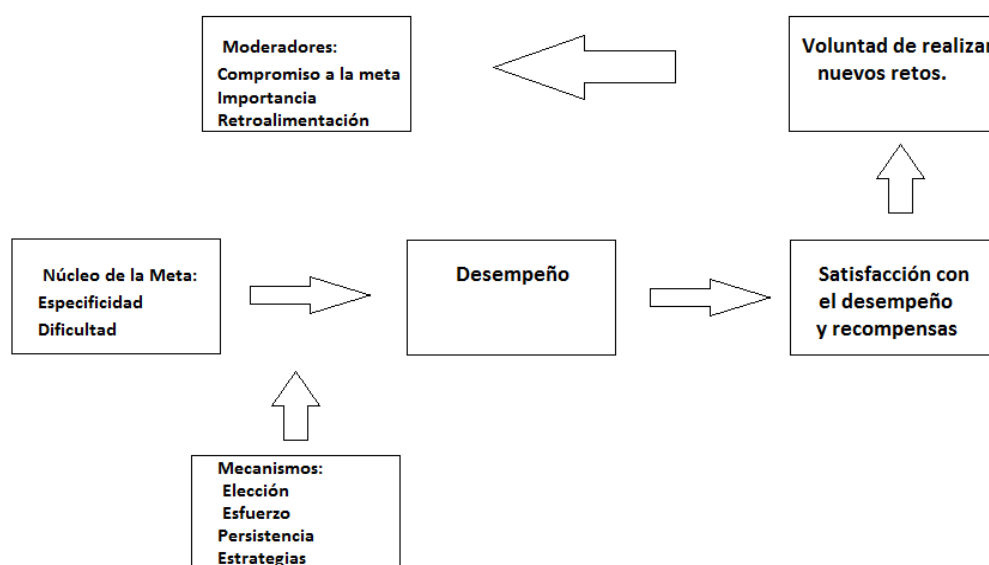 Moderadores:
Compromiso a la meta
Importancia
Retroalimentación
Voluntad de realizar
nuevos retos.
Núcleo de la Meta:
Especificidad
Dificultad
Desempeño
Satisfacción con
el desempeño
y recompensas
Mecanismos:
Elección
Esfuerzo
Persistencia
Estrategias